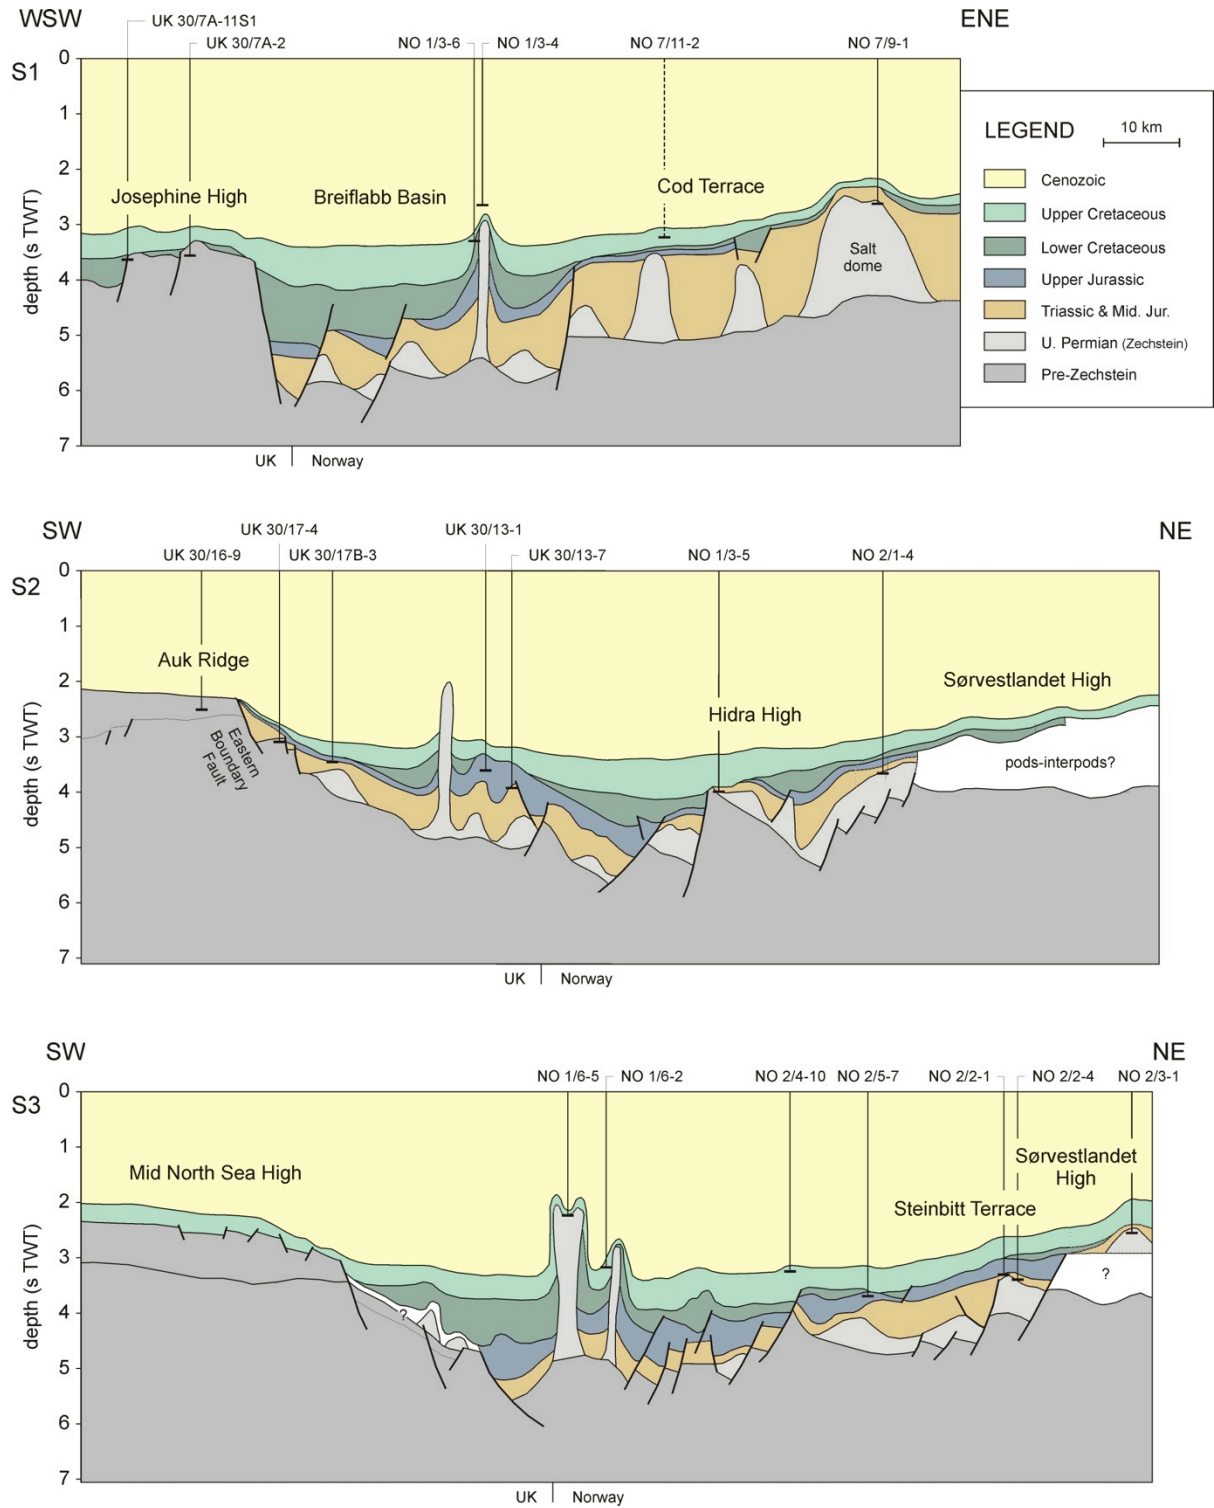 WSW
UK 30/7A-11S1
ENE
UK 30/7A-2
NO 1/3-6
NO 1/3-4
NO 7/11-2
NO 7/9-1
S1
0
1
2
3
4
5
6
7
depth (s TWT)
Josephine High
Breiflabb Basin
Cod Terrace
Salt
dome
UK
Norway
LEGEND
10 km
Cenozoic
Upper Cretaceous
Lower Cretaceous
Upper Jurassic
Triassic & Mid. Jur.
U. Permian (Zechstein)
Pre-Zechstein
SW
UK 30/17-4
UK 30/13-1
NE
UK 30/16-9
UK 30/17B-3
UK 30/13-7
NO 1/3-5
NO 2/1-4
S2
0
1
2
3
4
5
6
7
depth (s TWT)
Auk Ridge
Eastern
Boundary
Fault
Hidra High
Sørvestlandet High
pods-interpods?
UK
Norway
SW
NE
NO 1/6-5
NO 1/6-2
NO 2/4-10
NO 2/5-7
NO 2/2-1
NO 2/2-4
NO 2/3-1
S3
0
1
2
3
4
5
6
7
depth (s TWT)
Mid North Sea High
Sørvestlandet
High
Steinbitt Terrace
?
?
UK
Norway